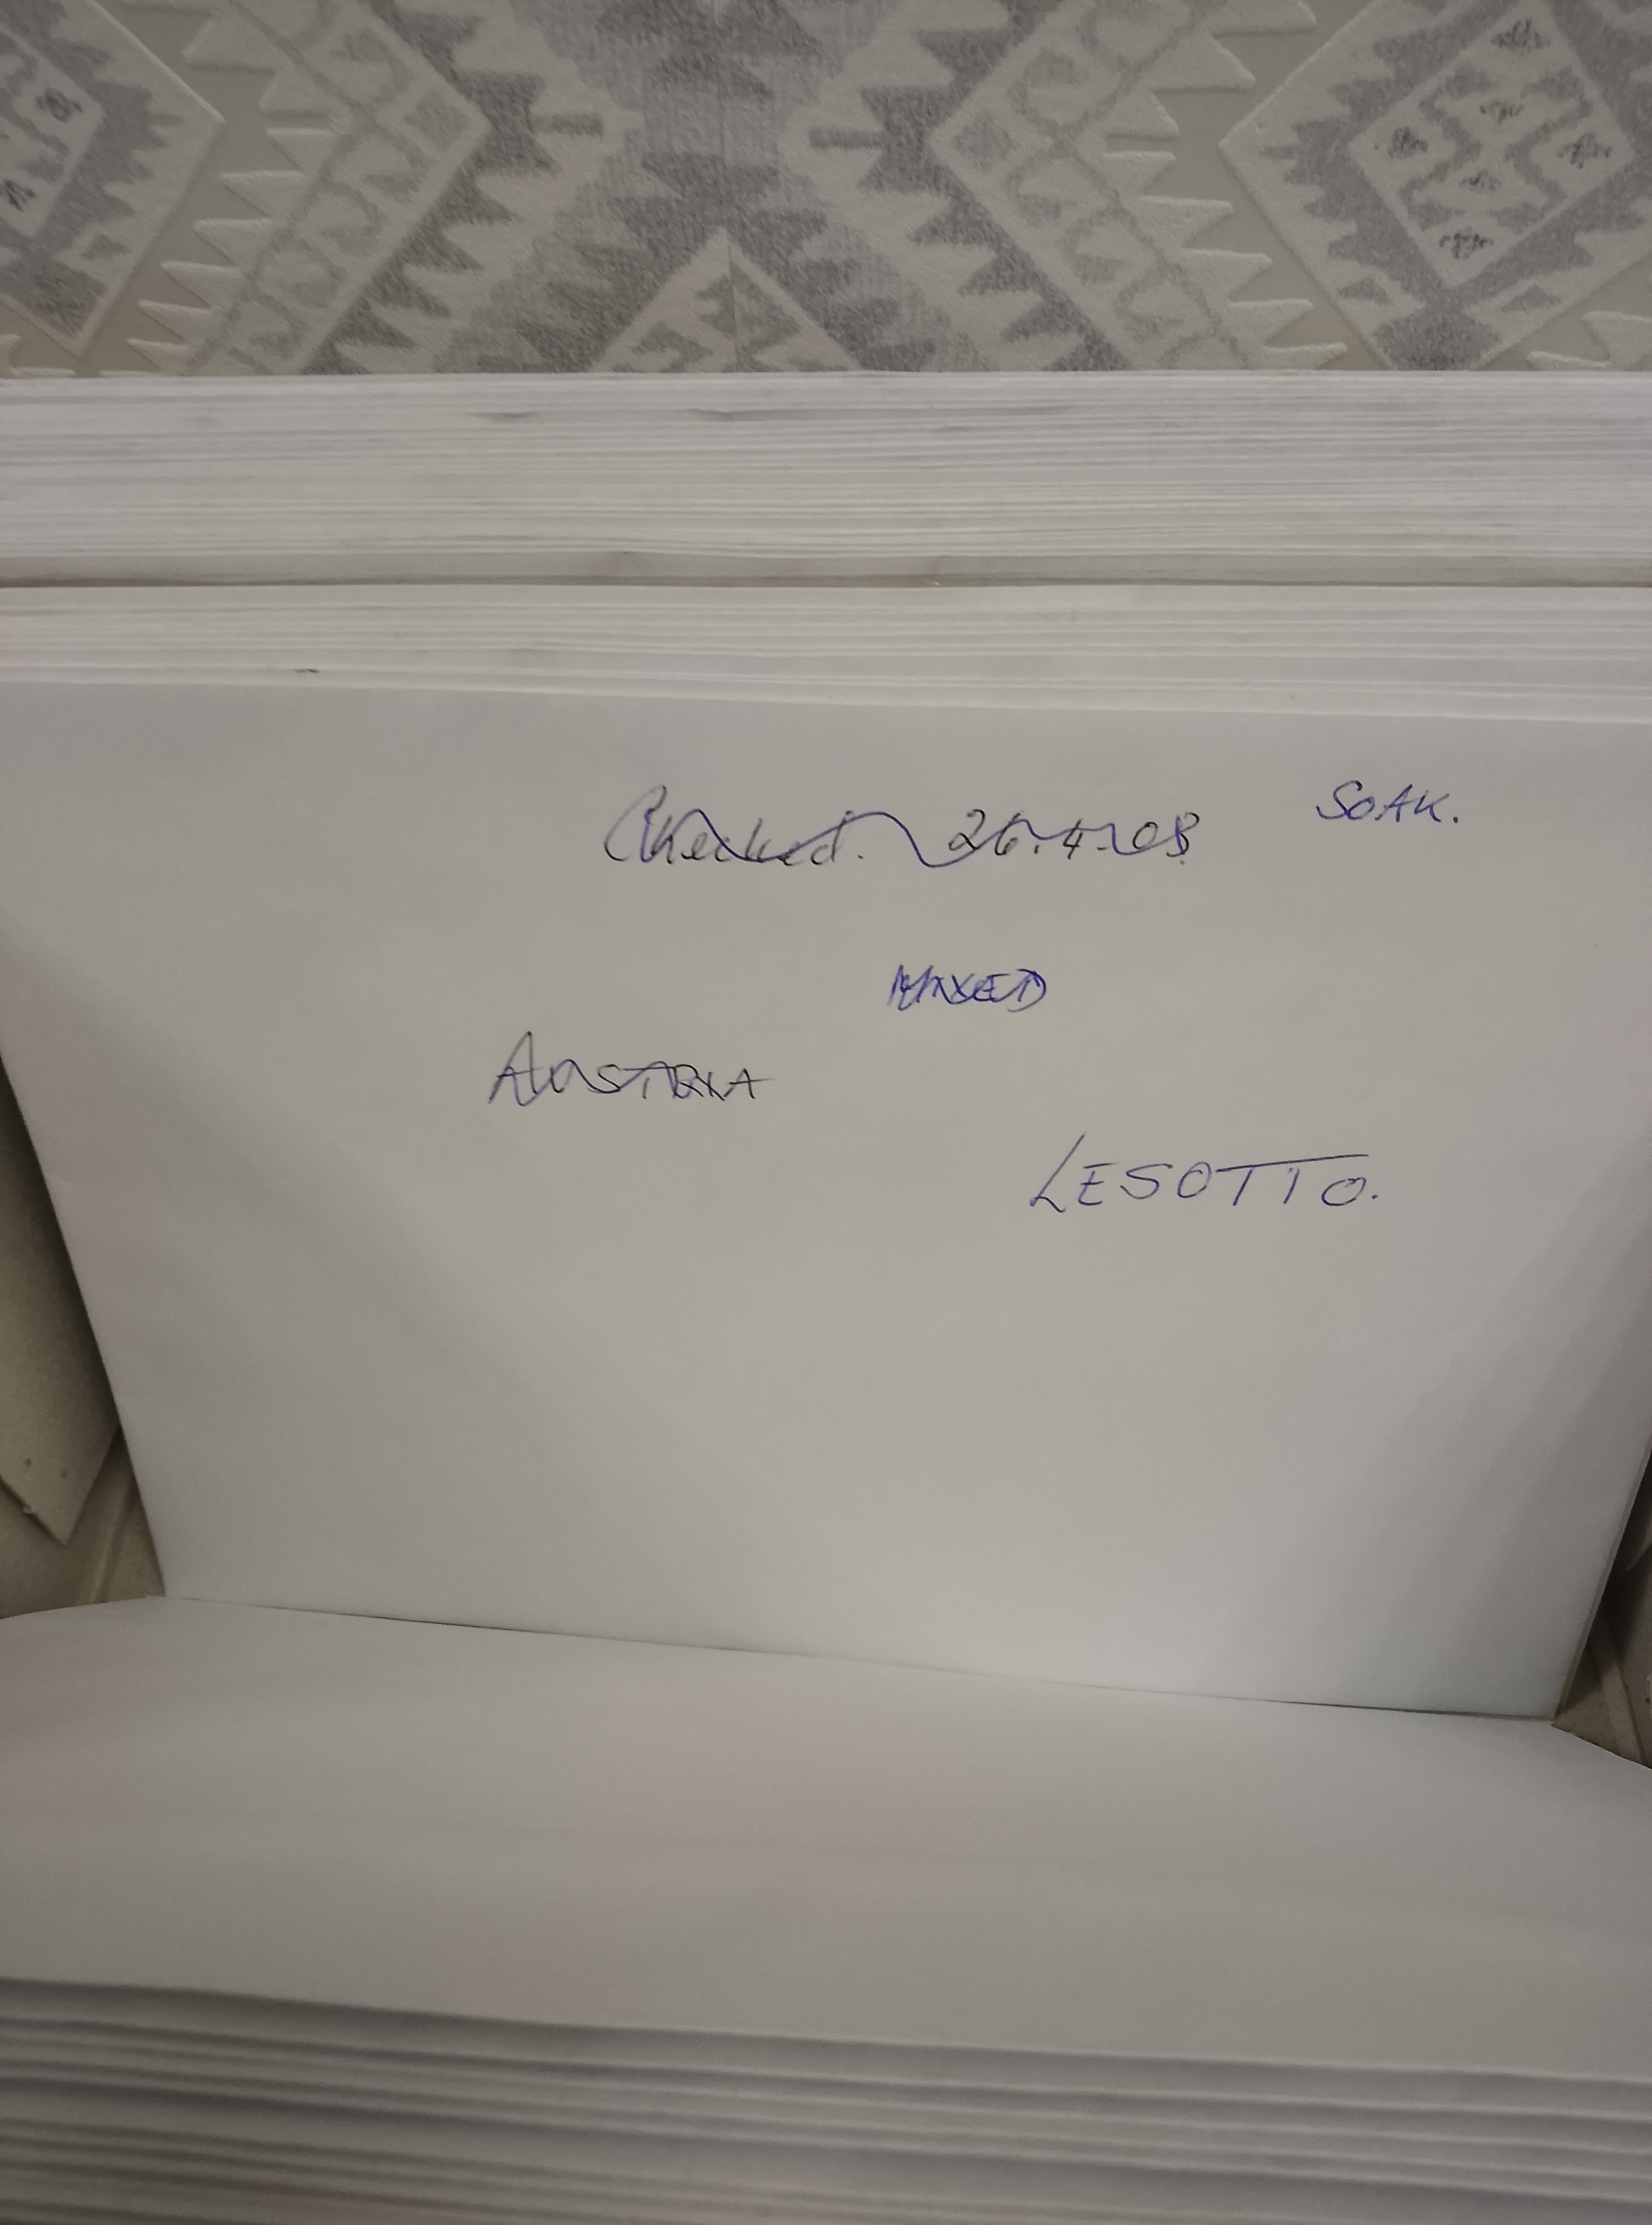 Checked. 26.4.08
SOAK.
MIXED
AUSTRIA
LESOTTO.